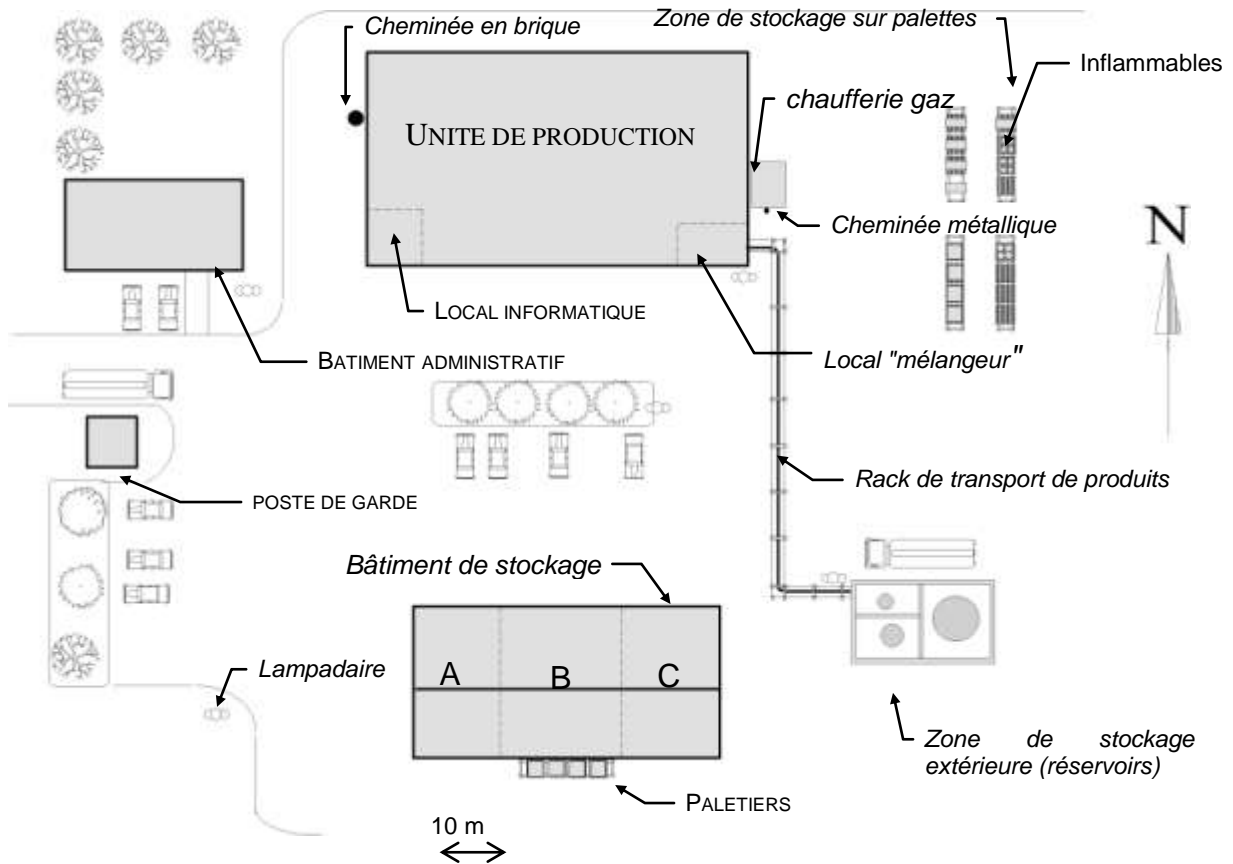 Cheminée en brique
Zone de stockage sur palettes
Inflammables
chaufferie gaz
UNITE DE PRODUCTION
N
Cheminée métallique
LOCAL INFORMATIQUE
BATIMENT ADMINISTRATIF
Local "mélangeur"
Rack de transport de produits
POSTE DE GARDE
Bâtiment de stockage
Lampadaire
A B C
Zone de stockage
extérieure (réservoirs)
PALETIERS
10 m